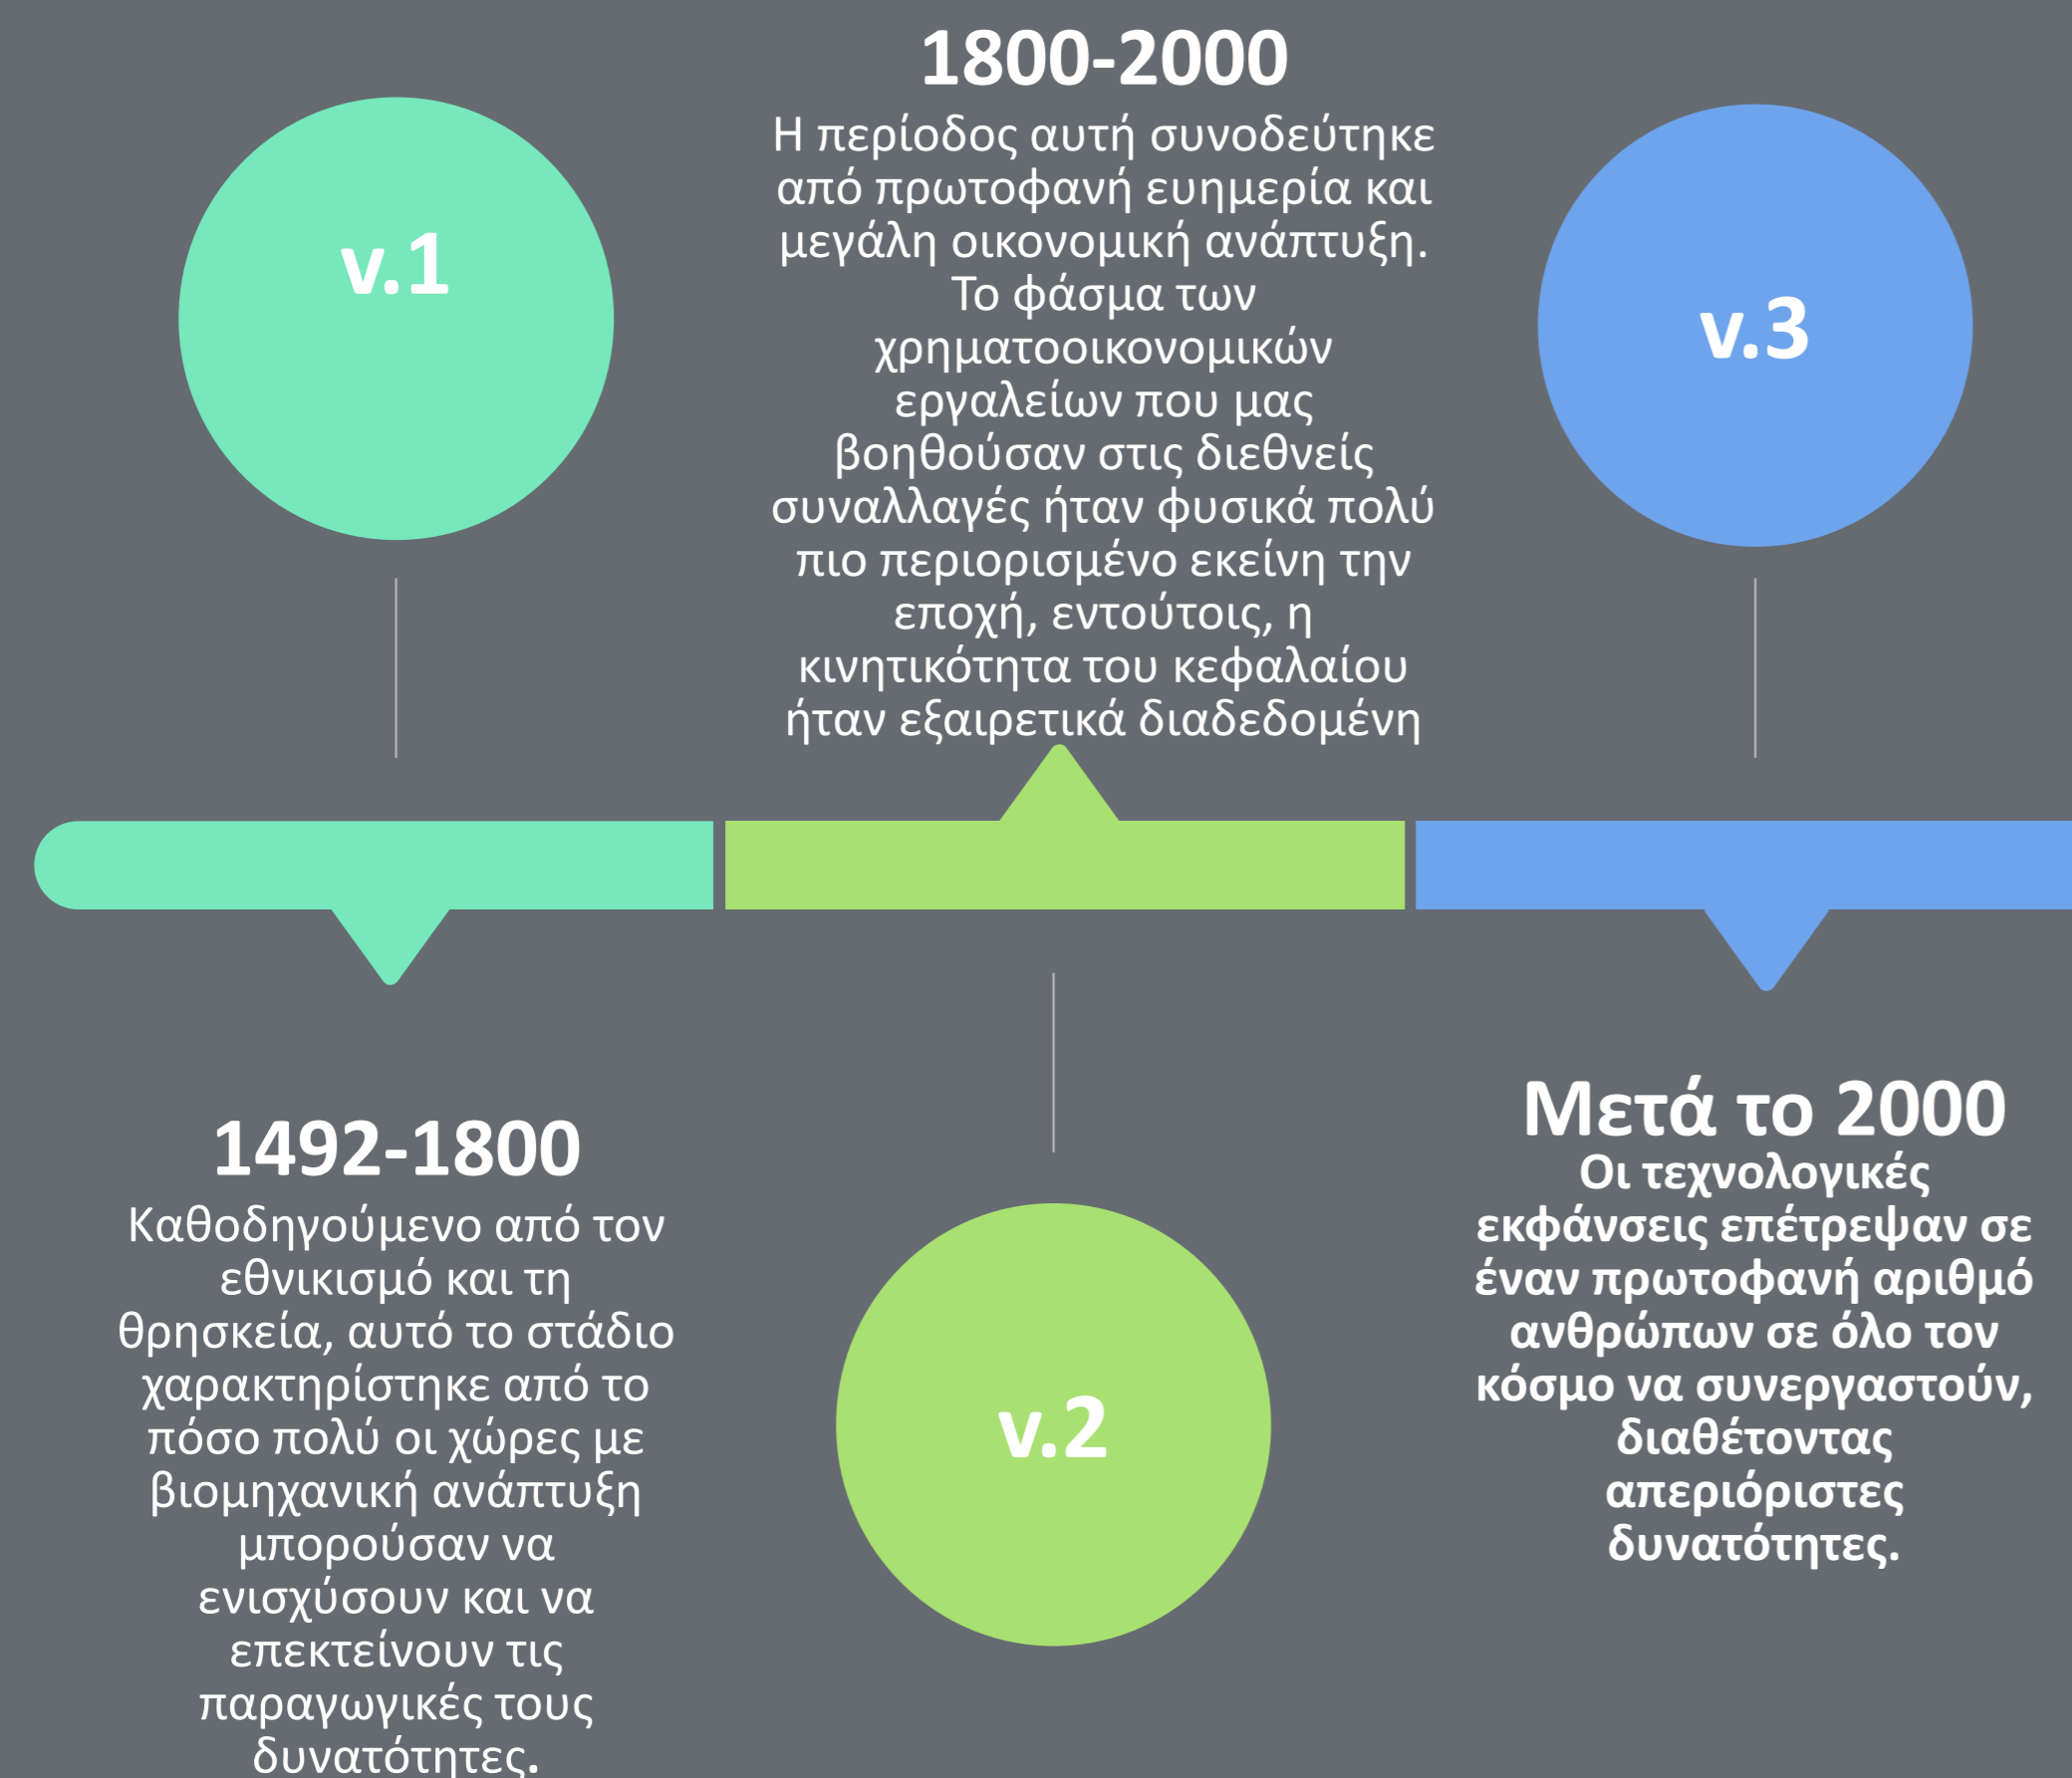 v.1
1492-1800
Καθοδηγούμενο από τον
εθνικισμό και τη
θρησκεία, αυτό το στάδιο
χαρακτηρίστηκε από το
πόσο πολύ οι χώρες με
βιομηχανική ανάπτυξη
μπορούσαν να
ενισχύσουν και να
επεκτείνουν τις
παραγωγικές τους
δυνατότητες.
1800-2000
Η περίοδος αυτή συνοδεύτηκε
από πρωτοφανή ευημερία και
μεγάλη οικονομική ανάπτυξη.
Το φάσμα των
χρηματοοικονομικών
εργαλείων που μας
βοηθούσαν στις διεθνείς
συναλλαγές ήταν φυσικά πολύ
πιο περιορισμένο εκείνη την
εποχή, εντούτοις, η
κινητικότητα του κεφαλαίου
ήταν εξαιρετικά διαδεδομένη
v.2
v.3
Μετά το 2000
Οι τεχνολογικές
εκφάνσεις επέτρεψαν σε
έναν πρωτοφανή αριθμό
ανθρώπων σε όλο τον
κόσμο να συνεργαστούν,
διαθέτοντας
απεριόριστες
δυνατότητες.